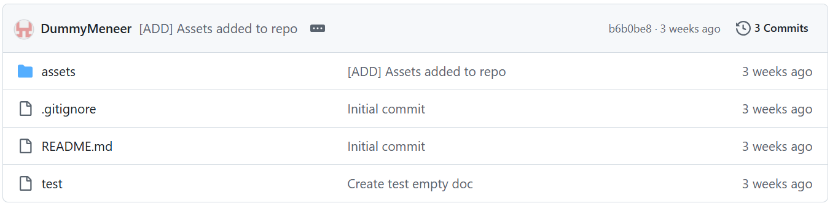 DummyMeneer [ADD] Assets added to repo ... b6b0be8 · 3 weeks ago 3 Commits
assets [ADD] Assets added to repo 3 weeks ago
.gitignore Initial commit 3 weeks ago
README.md Initial commit 3 weeks ago
test Create test empty doc 3 weeks ago